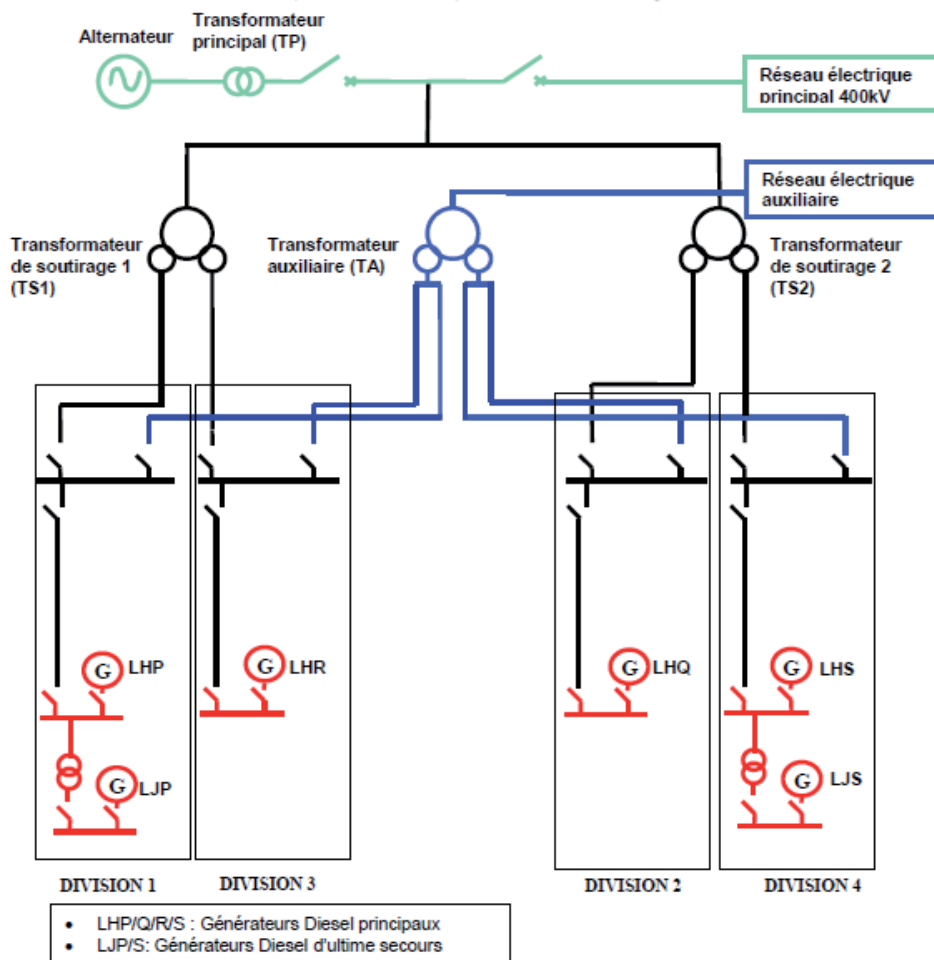 Alternateur
Transformateur
principal (TP)
Réseau électrique
principal 400kV
Réseau électrique
auxiliaire
Transformateur
de soutirage 1
(TS1)
Transformateur
auxiliaire (TA)
Transformateur
de soutirage 2
(TS2)
G LHP
G LHR
G LHQ
G LHS
G LJP
G LJS
DIVISION 1
DIVISION 3
DIVISION 2
DIVISION 4
• LHP/Q/R/S : Générateurs Diesel principaux
• LJP/S: Générateurs Diesel d'ultime secours